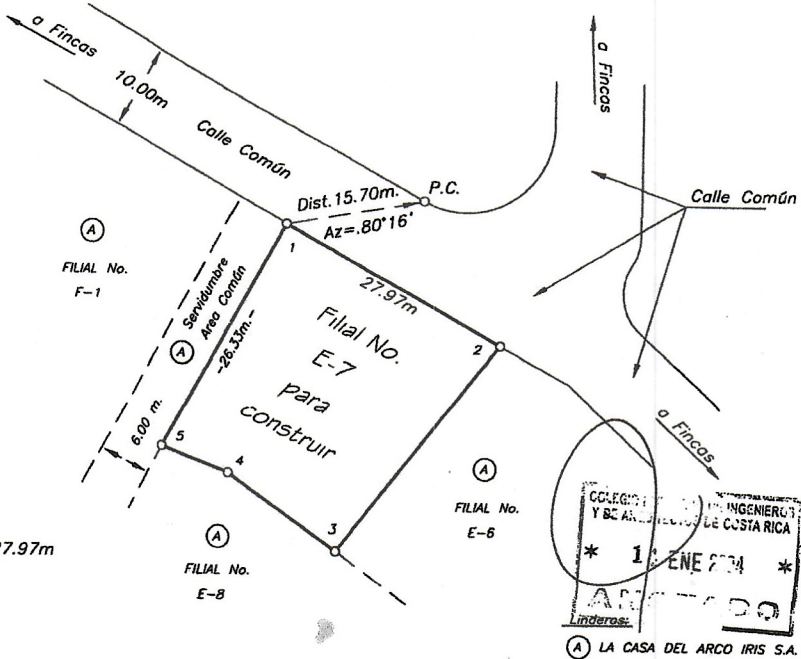 a Fincas
10.00m
Calle Común
a Fincas
Dist.15.70m.
P.C.
Az=.80°16'
Calle Común
A
FILIAL No.
F-1
1
Servidumbre
Area Común
A
-26.33m.-
27.97m
Filial No.
E-7
para
construir
2
6.00 m.
5
4
3
A
FILIAL No.
E-6
a Fincas
A
FILIAL No.
E-8
7.97m
COLEGIO INGENIEROS
Y DE COSTA RICA
* 1 ENE *
Linderos:
A LA CASA DEL ARCO IRIS S.A.